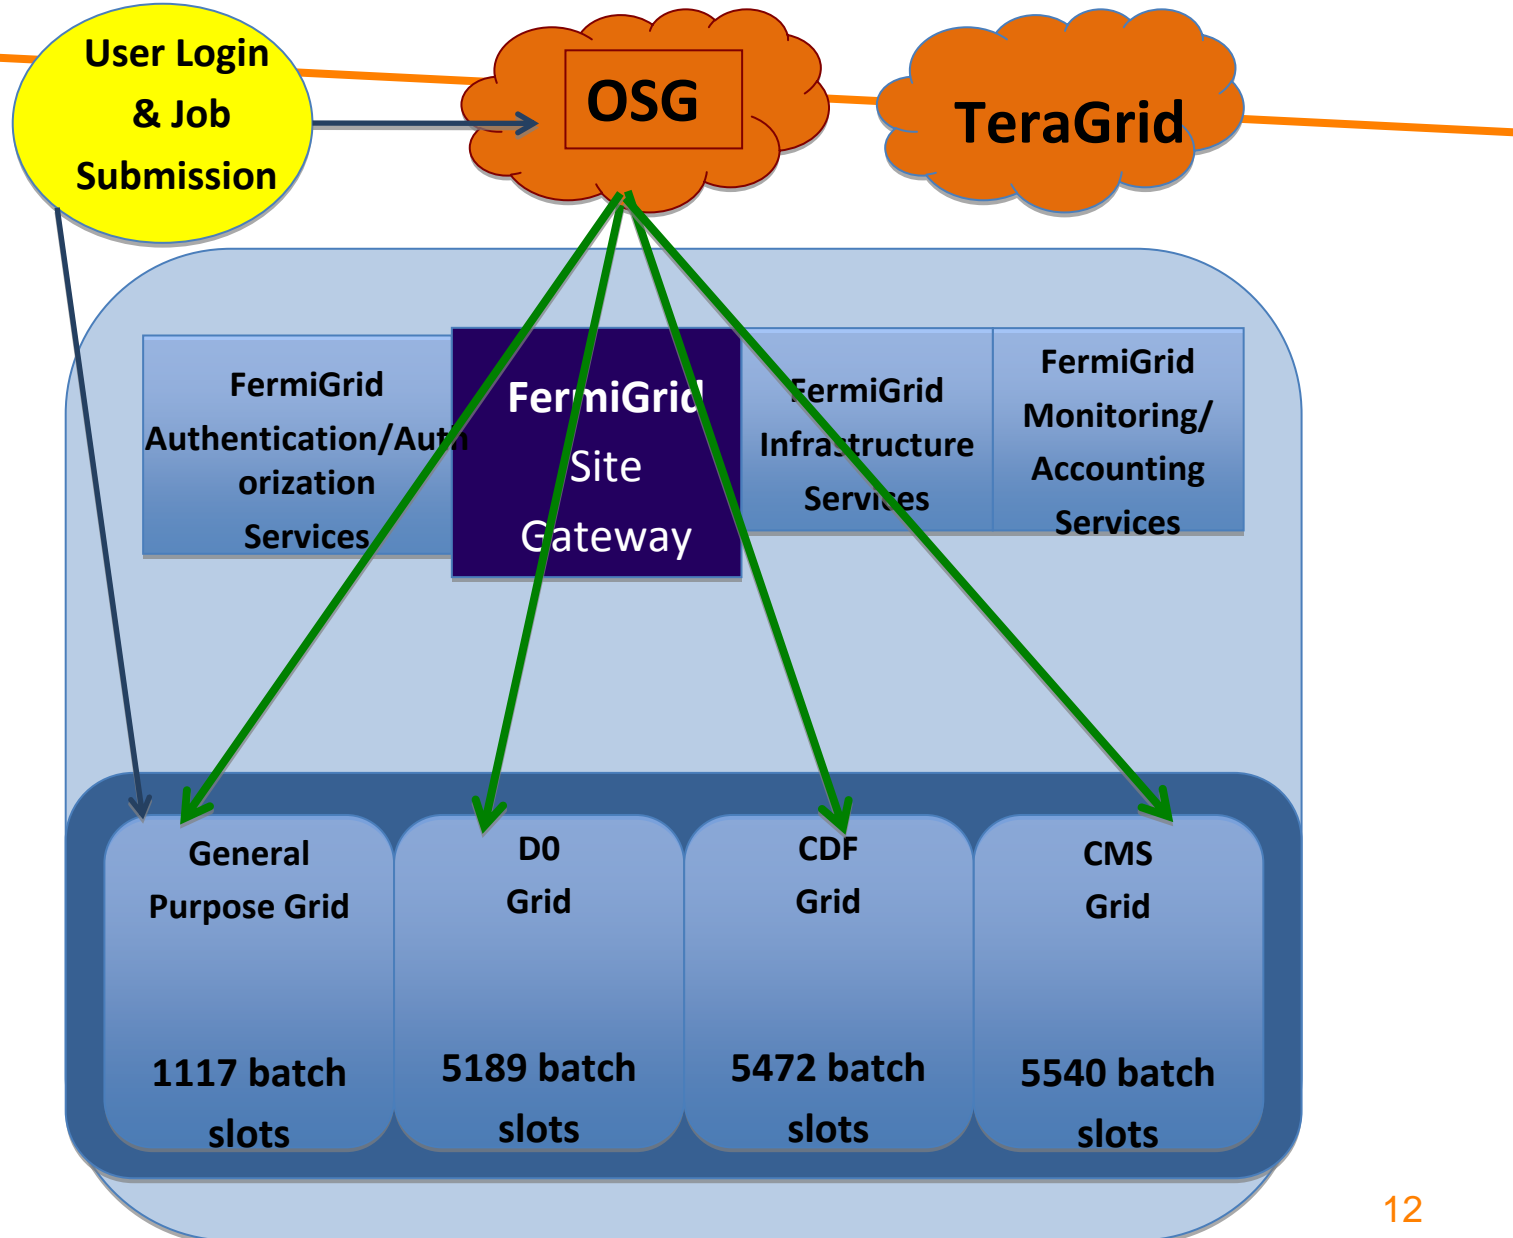 User Login
& Job
Submission
OSG
TeraGrid
FermiGrid
Authentication/Auth
orization
Services
FermiGrid
Site
Gateway
FermiGrid
Infrastructure
Services
FermiGrid
Monitoring/
Accounting
Services
General
Purpose Grid
1117 batch
slots
D0
Grid
5189 batch
slots
CDF
Grid
5472 batch
slots
CMS
Grid
5540 batch
slots
12